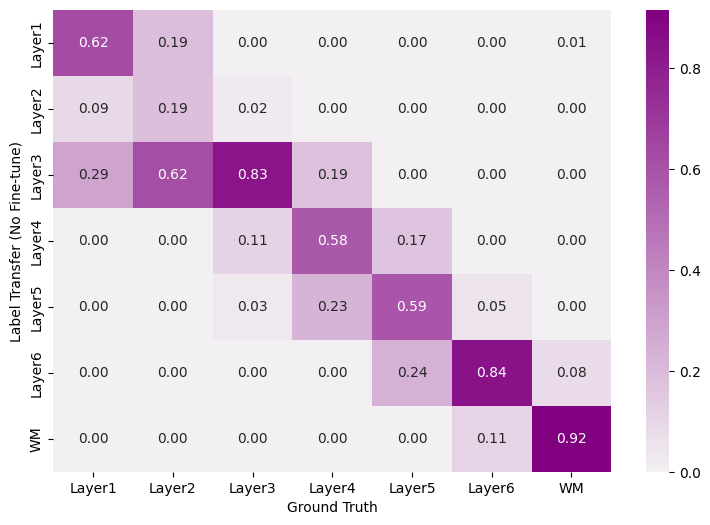 Label Transfer (No Fine-tune)
Layer1 0.62 0.19 0.00 0.00 0.00 0.00 0.01
Layer2 0.09 0.19 0.02 0.00 0.00 0.00 0.00
Layer3 0.29 0.62 0.83 0.19 0.00 0.00 0.00
Layer4 0.00 0.00 0.11 0.58 0.17 0.00 0.00
Layer5 0.00 0.00 0.03 0.23 0.59 0.05 0.00
Layer6 0.00 0.00 0.00 0.00 0.24 0.84 0.08
WM 0.00 0.00 0.00 0.00 0.00 0.11 0.92
Layer1 Layer2 Layer3 Layer4 Layer5 Layer6 WM
Ground Truth
0.8
0.6
0.4
0.2
0.0